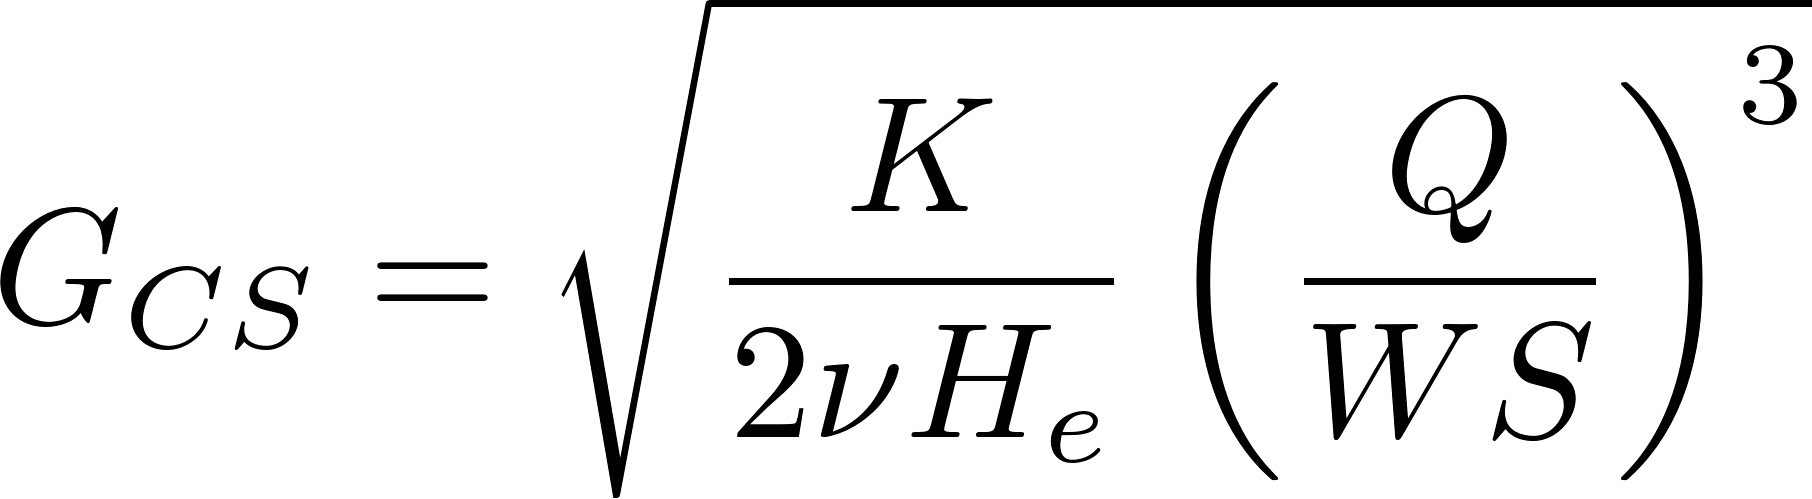 $G_{CS} = \sqrt{\frac{K}{2\nu H_e} \left(\frac{Q}{WS}\right)^3}$